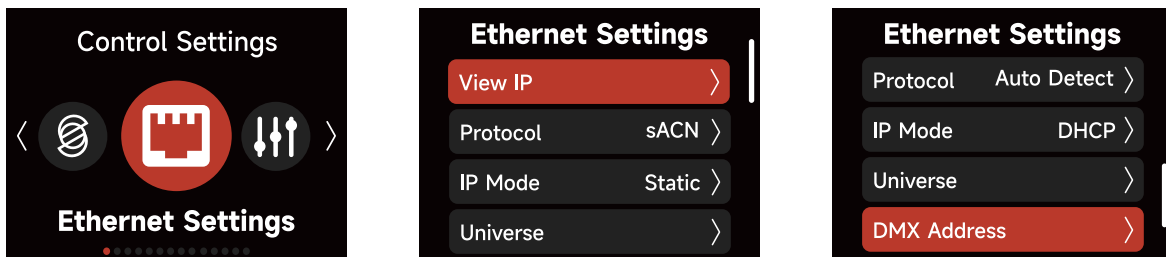 Control Settings
Ethernet Settings
Ethernet Settings
View IP
Protocol sACN
IP Mode Static
Universe
Ethernet Settings
Protocol Auto Detect
IP Mode DHCP
Universe
DMX Address